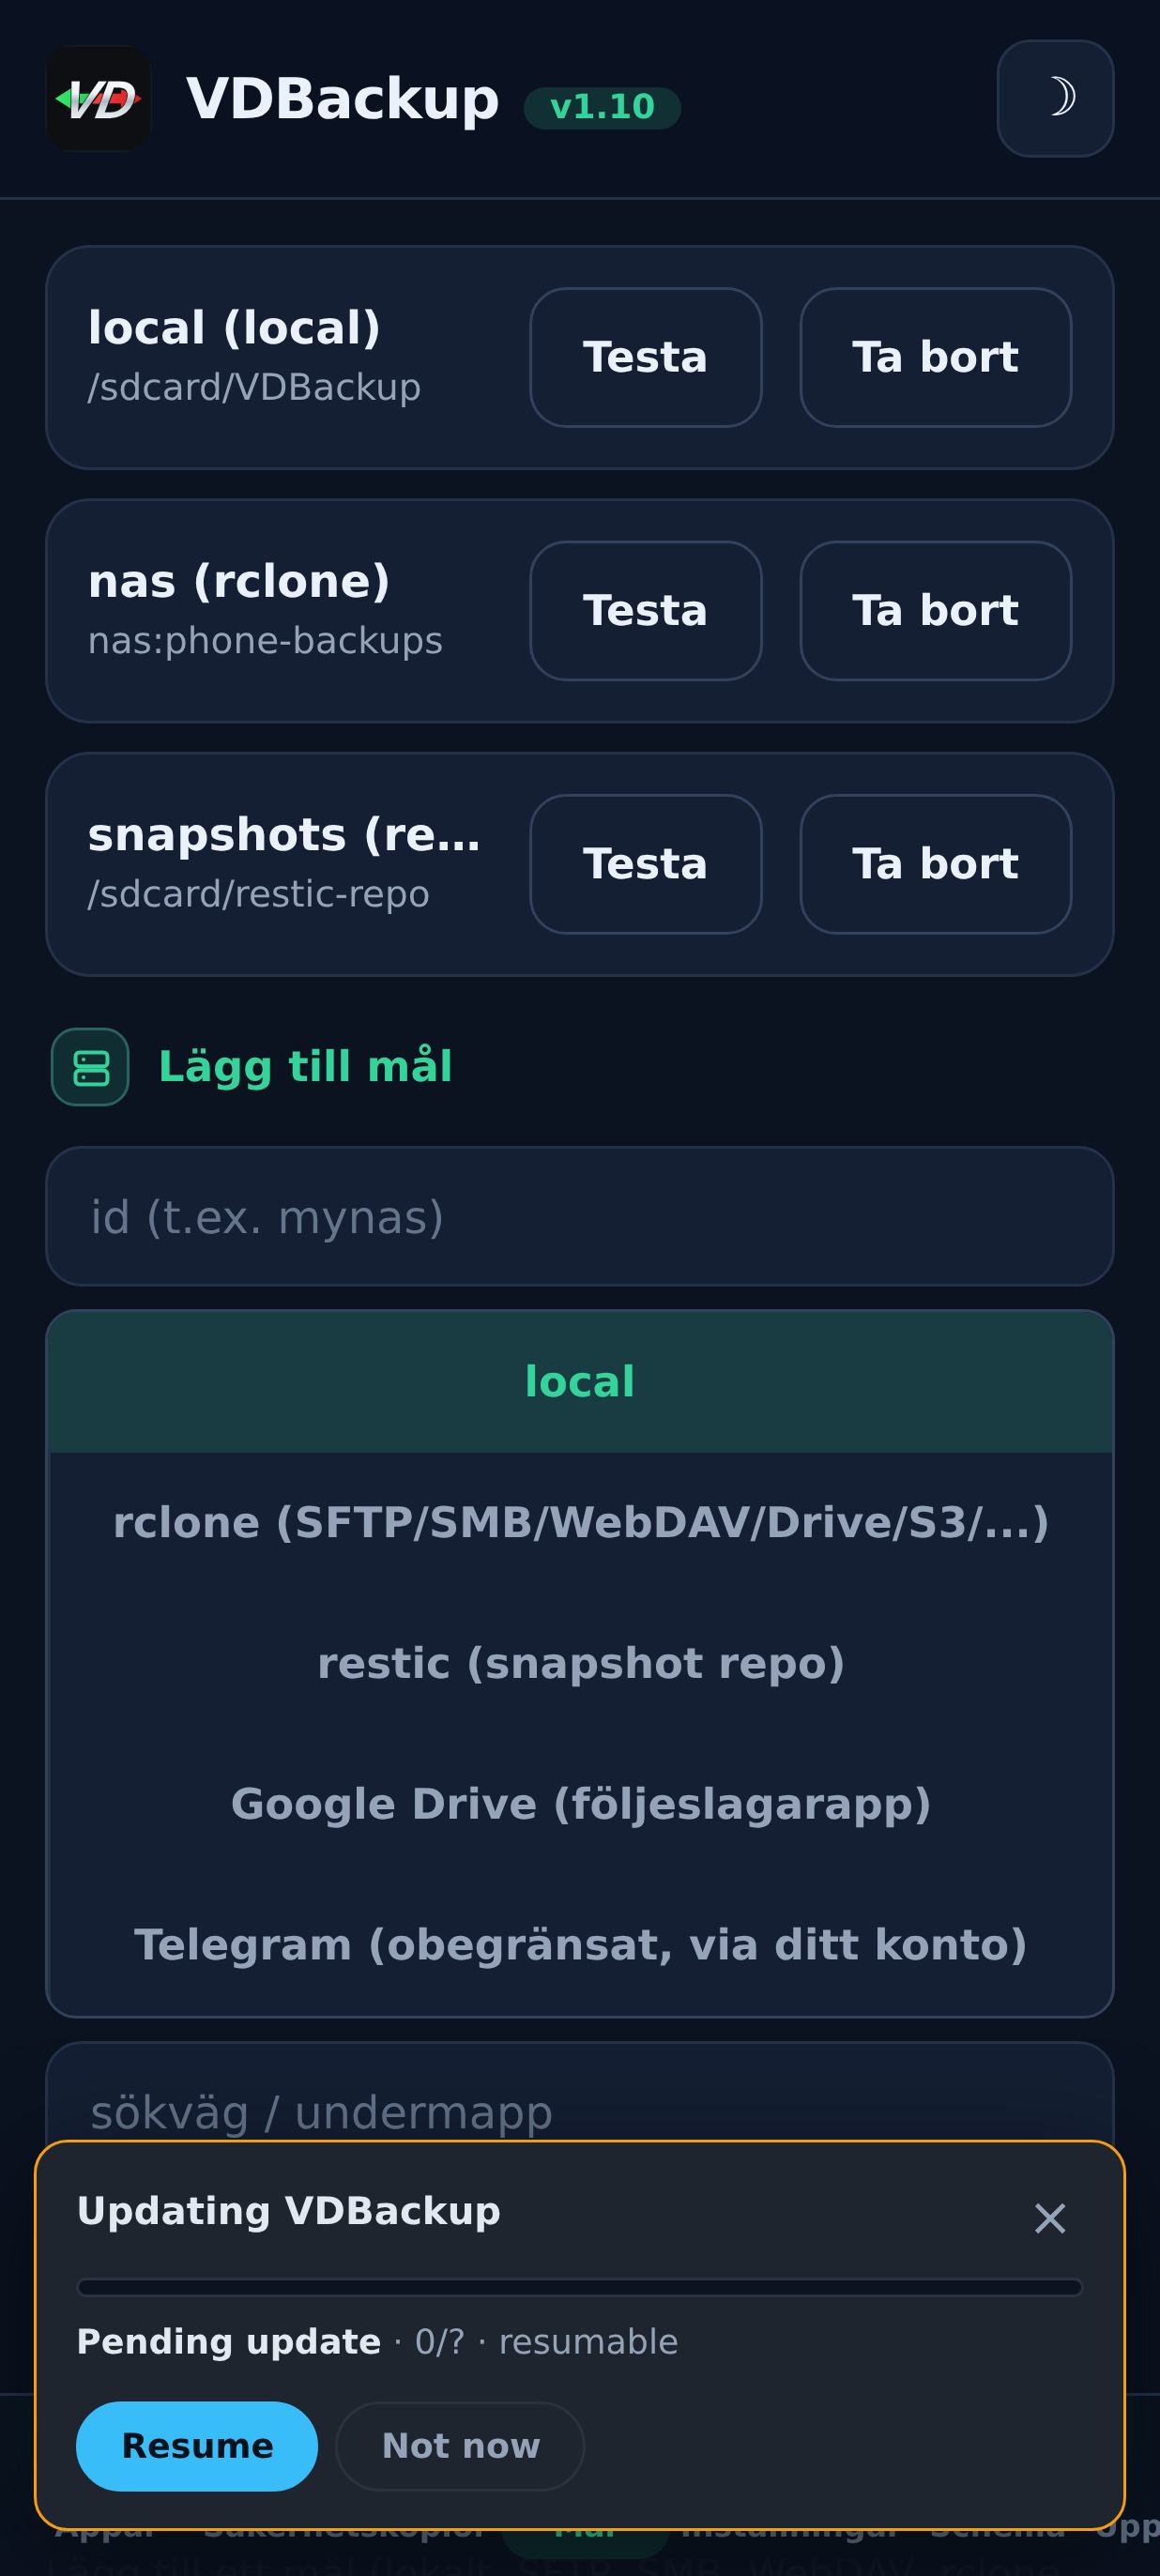 VD
VDBackup v1.10
local (local)
/sdcard/VDBackup
Testa
Ta bort
nas (rclone)
nas:phone-backups
Testa
Ta bort
snapshots (re...
/sdcard/restic-repo
Testa
Ta bort
Lägg till mål
id (t.ex. mynas)
local
rclone (SFTP/SMB/WebDAV/Drive/S3/...)
restic (snapshot repo)
Google Drive (följeslagarapp)
Telegram (obegränsat, via ditt konto)
sökväg / undermapp
Updating VDBackup
Pending update · 0/? · resumable
Resume
Not now